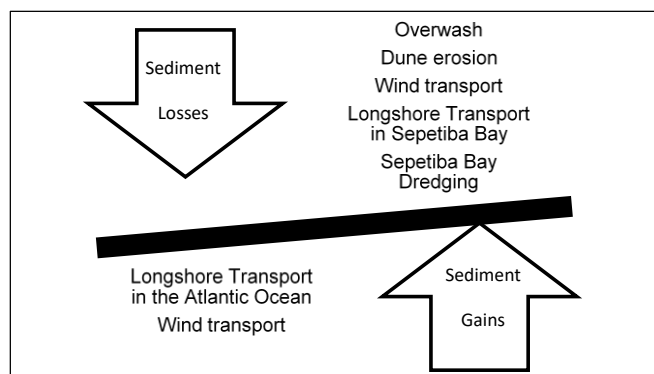 Sediment
Losses
Overwash
Dune erosion
Wind transport
Longshore Transport
in Sepetiba Bay
Sepetiba Bay
Dredging
Longshore Transport
in the Atlantic Ocean
Wind transport
Sediment
Gains